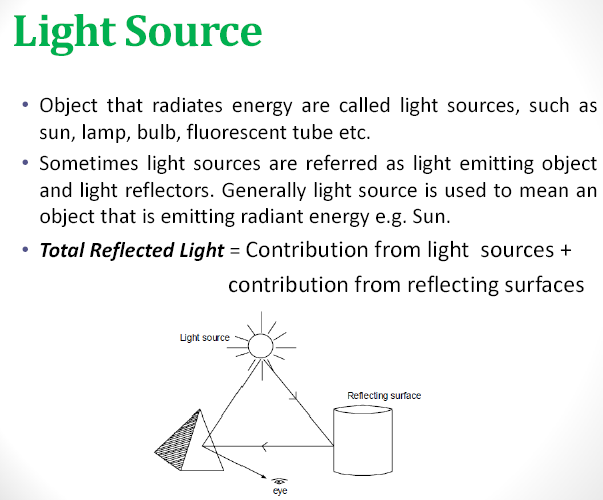 Light Source
• Object that radiates energy are called light sources, such as
sun, lamp, bulb, fluorescent tube etc.
• Sometimes light sources are referred as light emitting object
and light reflectors. Generally light source is used to mean an
object that is emitting radiant energy e.g. Sun.
• Total Reflected Light = Contribution from light sources +
contribution from reflecting surfaces
Light source
Reflecting surface
eye